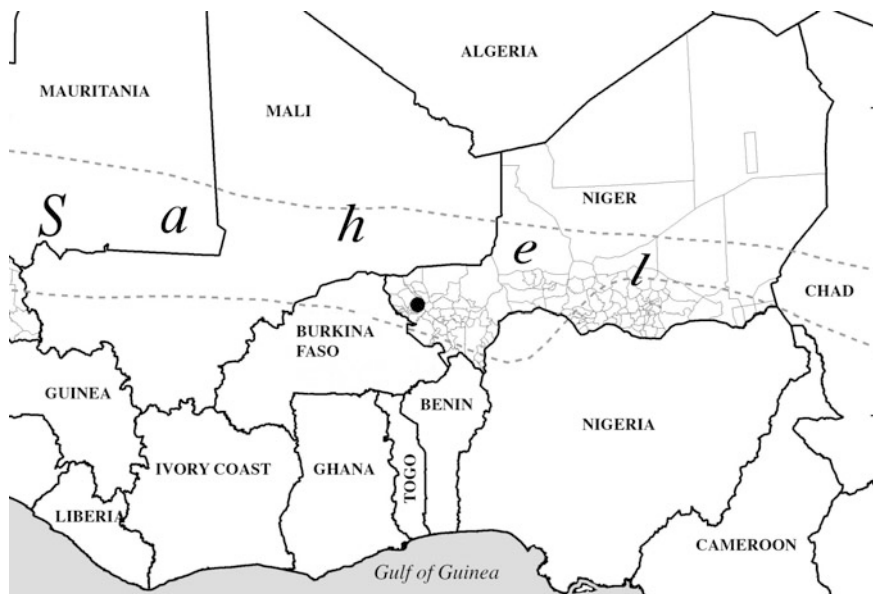 ALGERIA
MAURITANIA
MALI
NIGER
S a h e l
CHAD
BURKINA
FASO
GUINEA
BENIN
NIGERIA
IVORY COAST
GHANA
TOGO
LIBERIA
CAMEROON
Gulf of Guinea